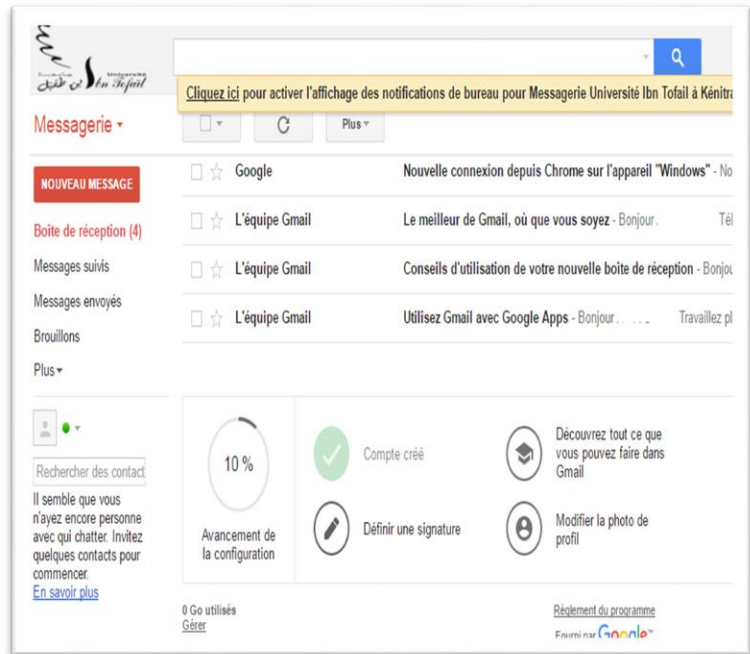 Université
Ibn Tofail
Cliquez ici pour activer l'affichage des notifications de bureau pour Messagerie Université Ibn Tofail à Kénitra
Messagerie
Plus
NOUVEAU MESSAGE
Boîte de réception (4)
Messages suivis
Messages envoyés
Brouillons
Plus
Google Nouvelle connexion depuis Chrome sur l'appareil "Windows" - No
L'équipe Gmail Le meilleur de Gmail, où que vous soyez - Bonjour Tél
L'équipe Gmail Conseils d'utilisation de votre nouvelle boîte de réception - Bonjou
L'équipe Gmail Utilisez Gmail avec Google Apps - Bonjour Travaillez pl
Rechercher des contact
Il semble que vous
n'ayez encore personne
avec qui chatter. Invitez
quelques contacts pour
commencer.
En savoir plus
10 %
Avancement de
la configuration
Compte créé
Définir une signature
Découvrez tout ce que
vous pouvez faire dans
Gmail
Modifier la photo de
profil
0 Go utilisés
Gérer
Règlement du programme
Fourni par Google